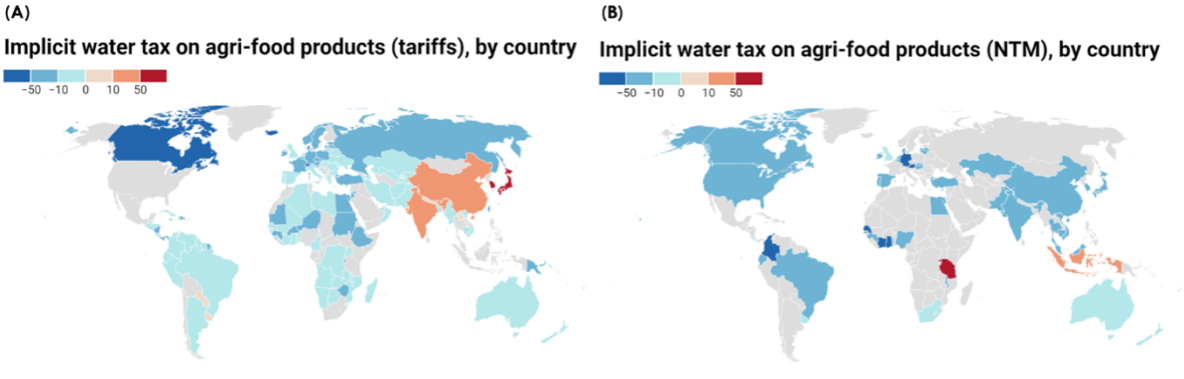 (A)
Implicit water tax on agri-food products (tariffs), by country
−50 −10 0 10 50
(B)
Implicit water tax on agri-food products (NTM), by country
−50 −10 0 10 50